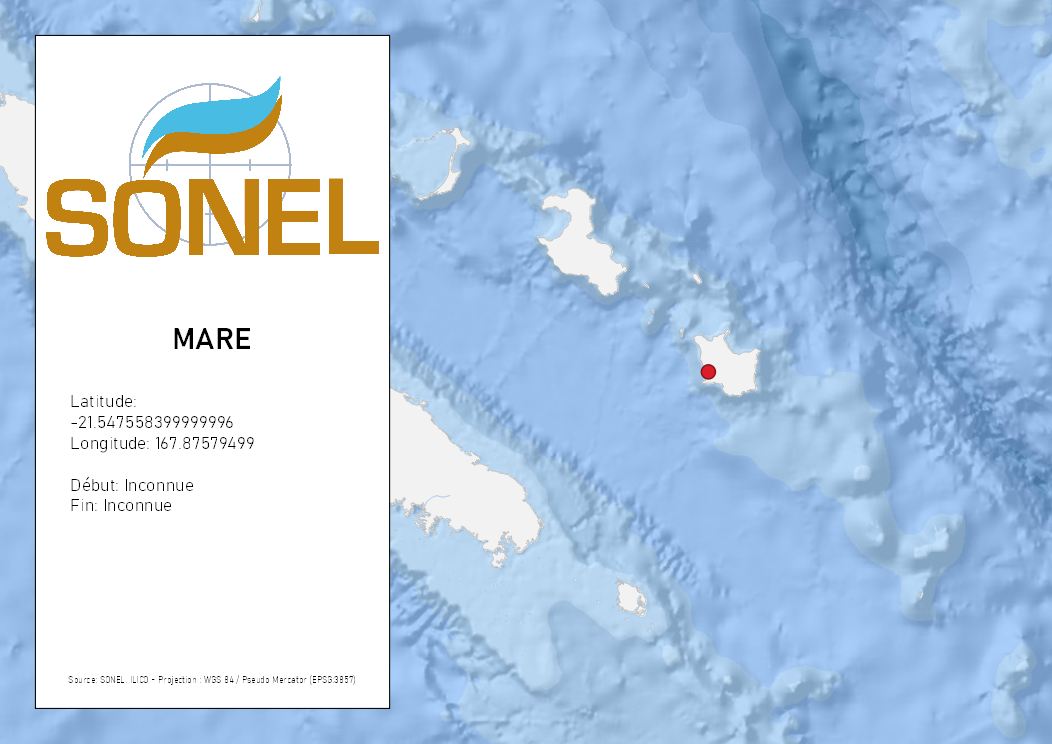 SONEL
MARE
Latitude:
-21.547558399999996
Longitude: 167.87579499
Début: Inconnue
Fin: Inconnue
Source: SONEL, ILICO - Projection : WGS 84 / Pseudo Mercator (EPSG:3857)